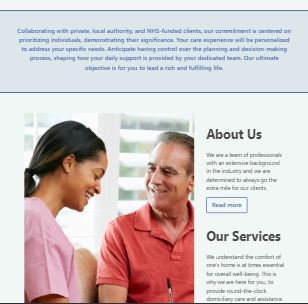 Collaborating with private, local authority, and NHS-funded clients, our commitment is centered on
prioritizing individuals, demonstrating their significance. Your care experience will be personalized
to address your specific needs. Anticipate having control over the planning and decision-making
process, shaping how your daily support is provided by your dedicated team. Our ultimate
objective is for you to lead a rich and fulfilling life.
About Us
We are a team of professionals
with an extensive background
in the industry and we are
determined to always go the
extra mile for our clients.
Read more
Our Services
We understand the comfort of
one's home is at times essential
for overall well-being. This is
why we are here for you, to
provide round-the-clock
domiciliary care and assistance.